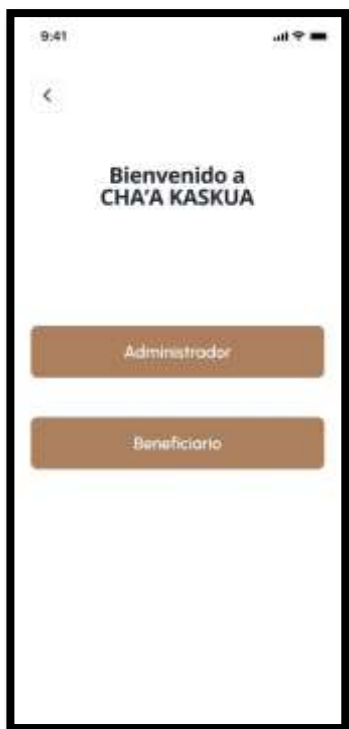 9:41
Bienvenido a
CHA'A KASKUA
Administrador
Beneficiario